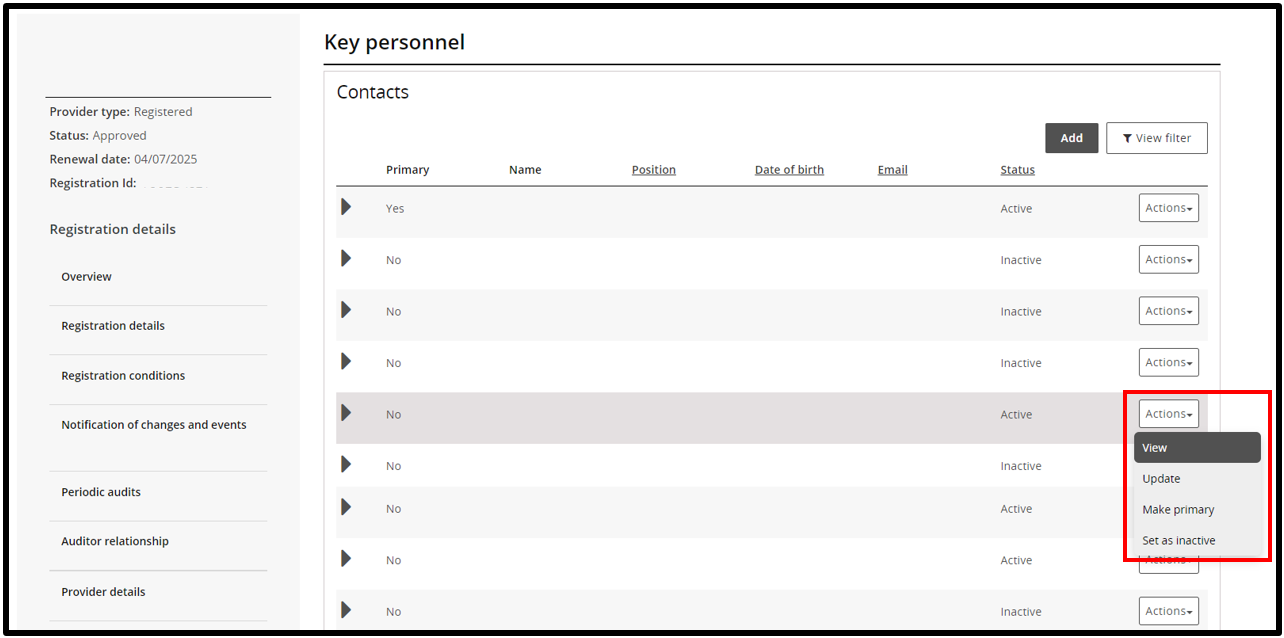 Key personnel
Provider type: Registered
Status: Approved
Renewal date: 04/07/2025
Registration Id:
Registration details
Overview
Registration details
Registration conditions
Notification of changes and events
Periodic audits
Auditor relationship
Provider details
Contacts
Add View filter
Primary Name Position Date of birth Email Status
Yes Active Actions
No Inactive Actions
No Inactive Actions
No Inactive Actions
No Active Actions
View
Update
Make primary
Set as inactive
No Inactive
No Active
No Active Actions
No Inactive Actions